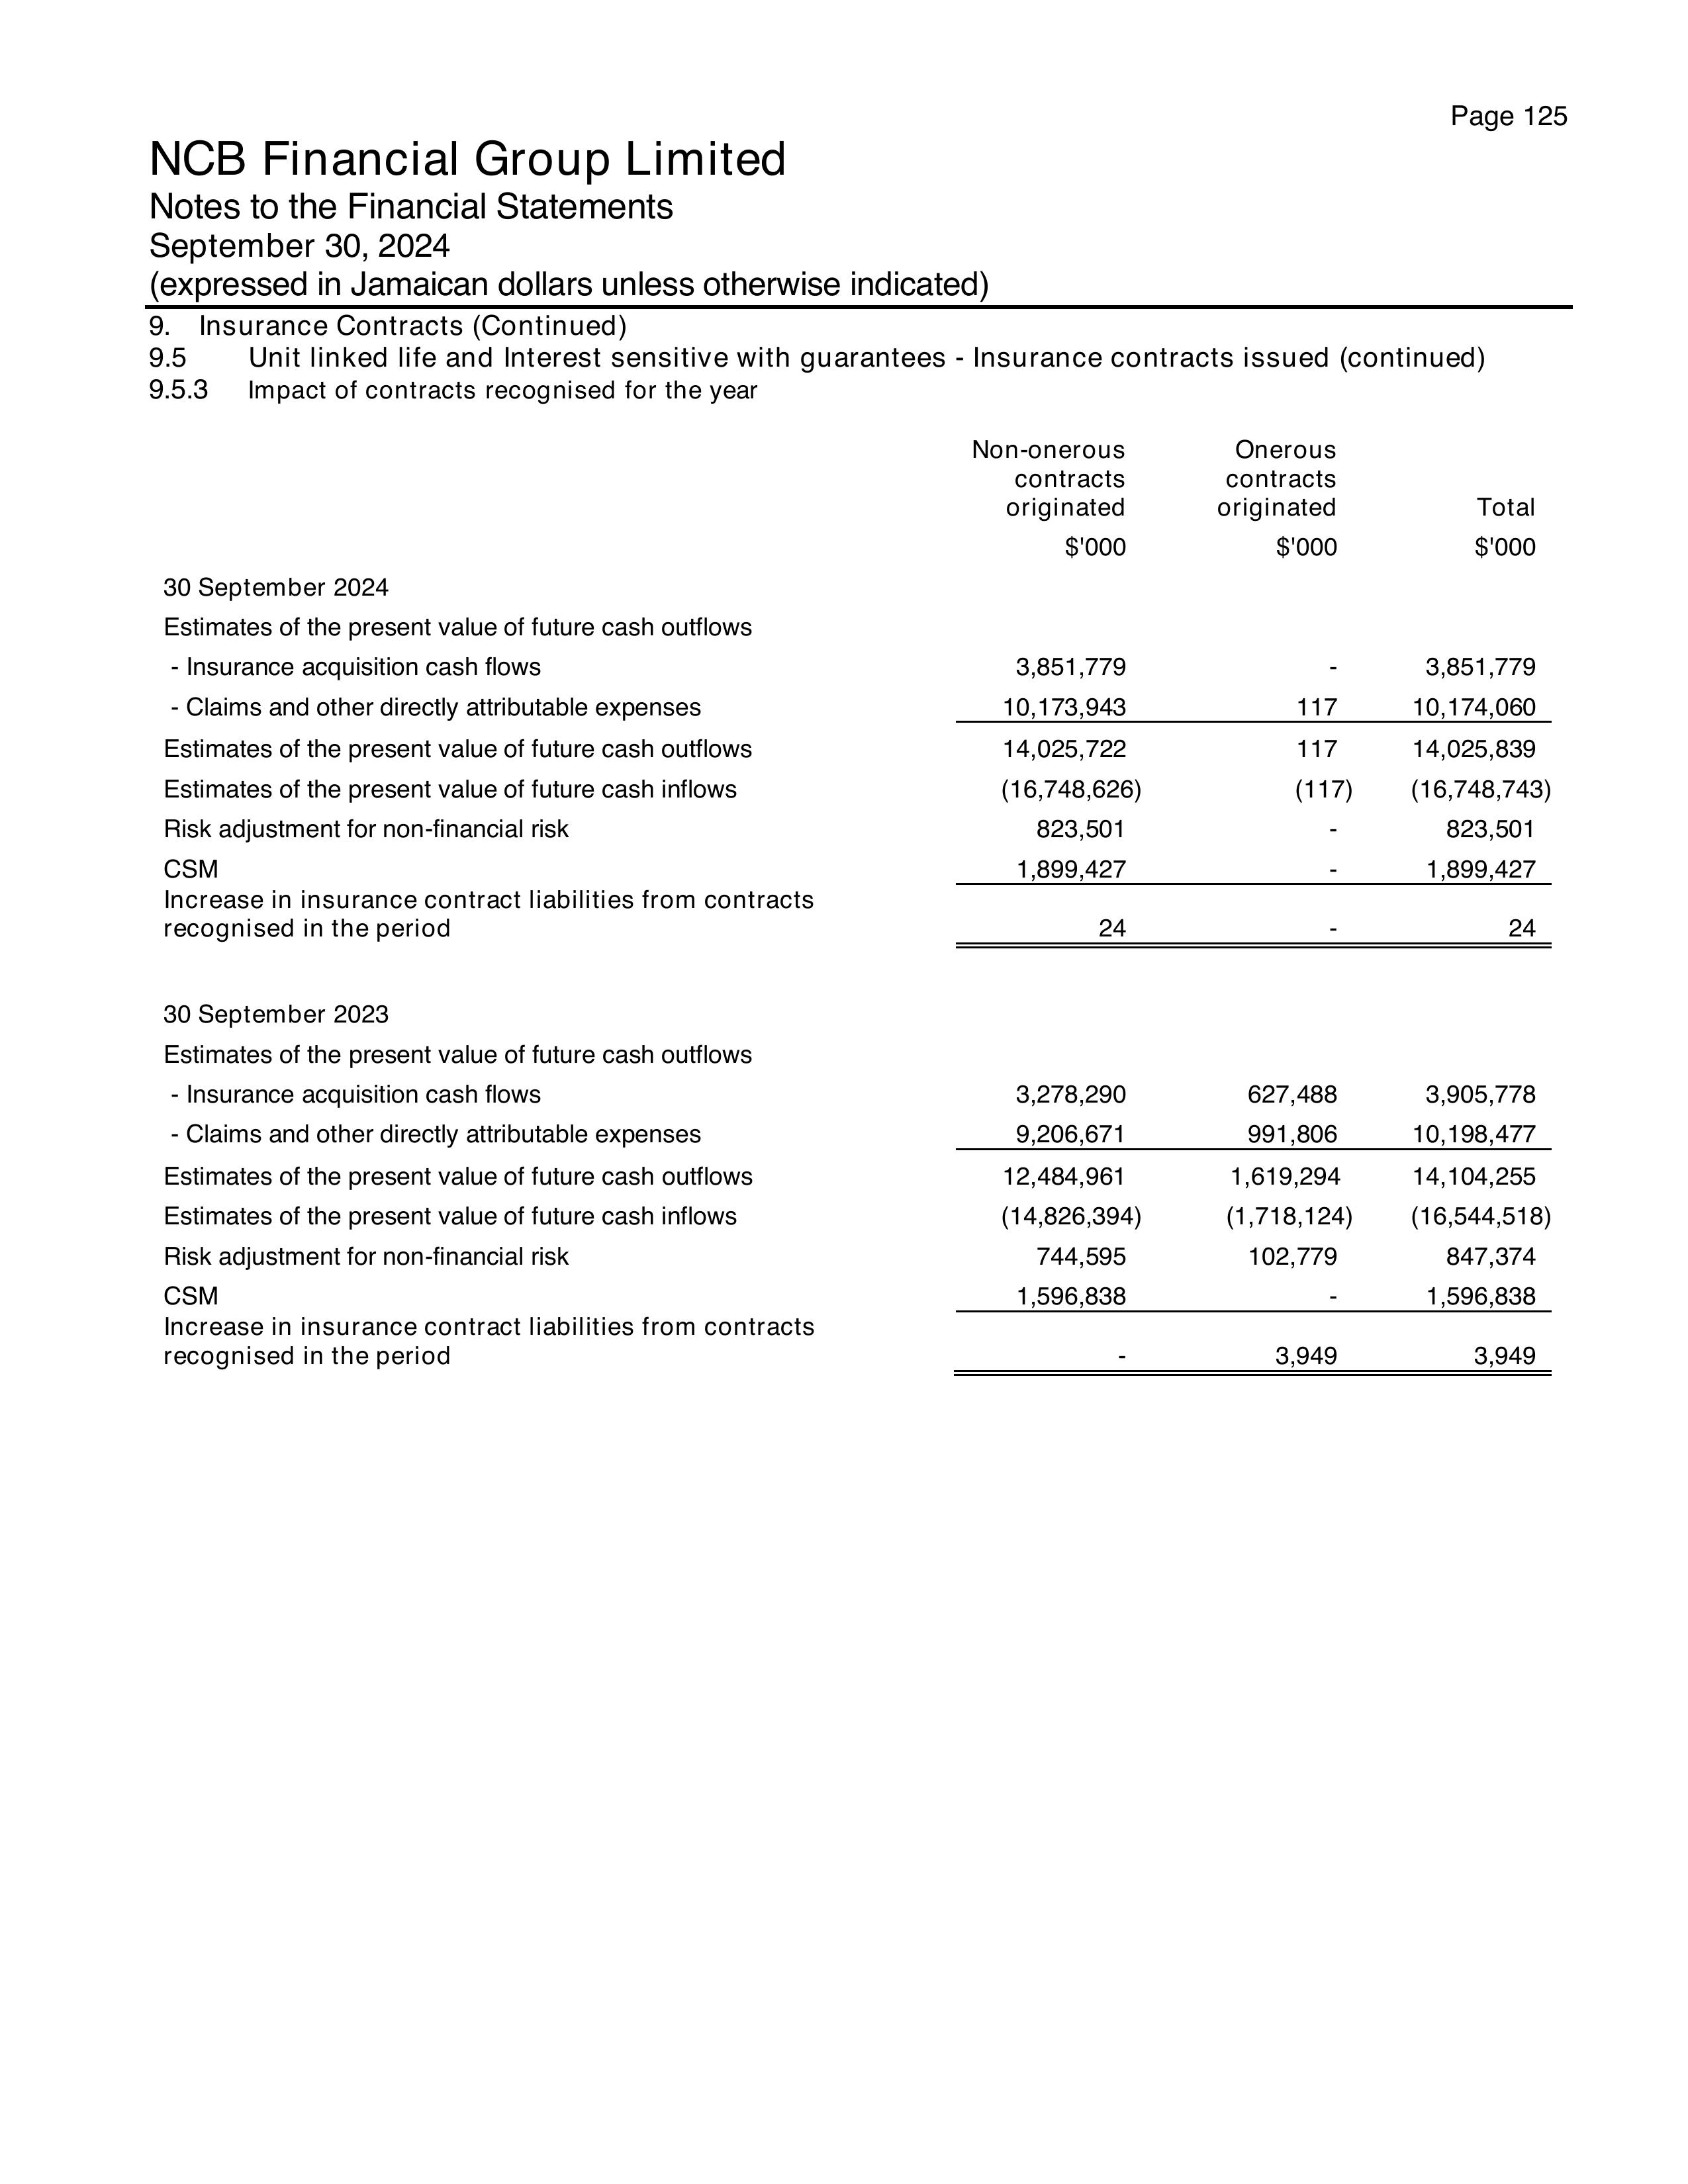 Page 125
NCB Financial Group Limited
Notes to the Financial Statements
September 30, 2024
(expressed in Jamaican dollars unless otherwise indicated)
9. Insurance Contracts (Continued)
9.5 Unit linked life and Interest sensitive with guarantees - Insurance contracts issued (continued)
9.5.3 Impact of contracts recognised for the year
Non-onerous Onerous
contracts contracts
originated originated Total
$'000 $'000 $'000
30 September 2024
Estimates of the present value of future cash outflows
- Insurance acquisition cash flows 3,851,779 - 3,851,779
- Claims and other directly attributable expenses 10,173,943 117 10,174,060
Estimates of the present value of future cash outflows 14,025,722 117 14,025,839
Estimates of the present value of future cash inflows (16,748,626) (117) (16,748,743)
Risk adjustment for non-financial risk 823,501 - 823,501
CSM 1,899,427 - 1,899,427
Increase in insurance contract liabilities from contracts
recognised in the period 24 - 24
30 September 2023
Estimates of the present value of future cash outflows
- Insurance acquisition cash flows 3,278,290 627,488 3,905,778
- Claims and other directly attributable expenses 9,206,671 991,806 10,198,477
Estimates of the present value of future cash outflows 12,484,961 1,619,294 14,104,255
Estimates of the present value of future cash inflows (14,826,394) (1,718,124) (16,544,518)
Risk adjustment for non-financial risk 744,595 102,779 847,374
CSM 1,596,838 - 1,596,838
Increase in insurance contract liabilities from contracts
recognised in the period - 3,949 3,949